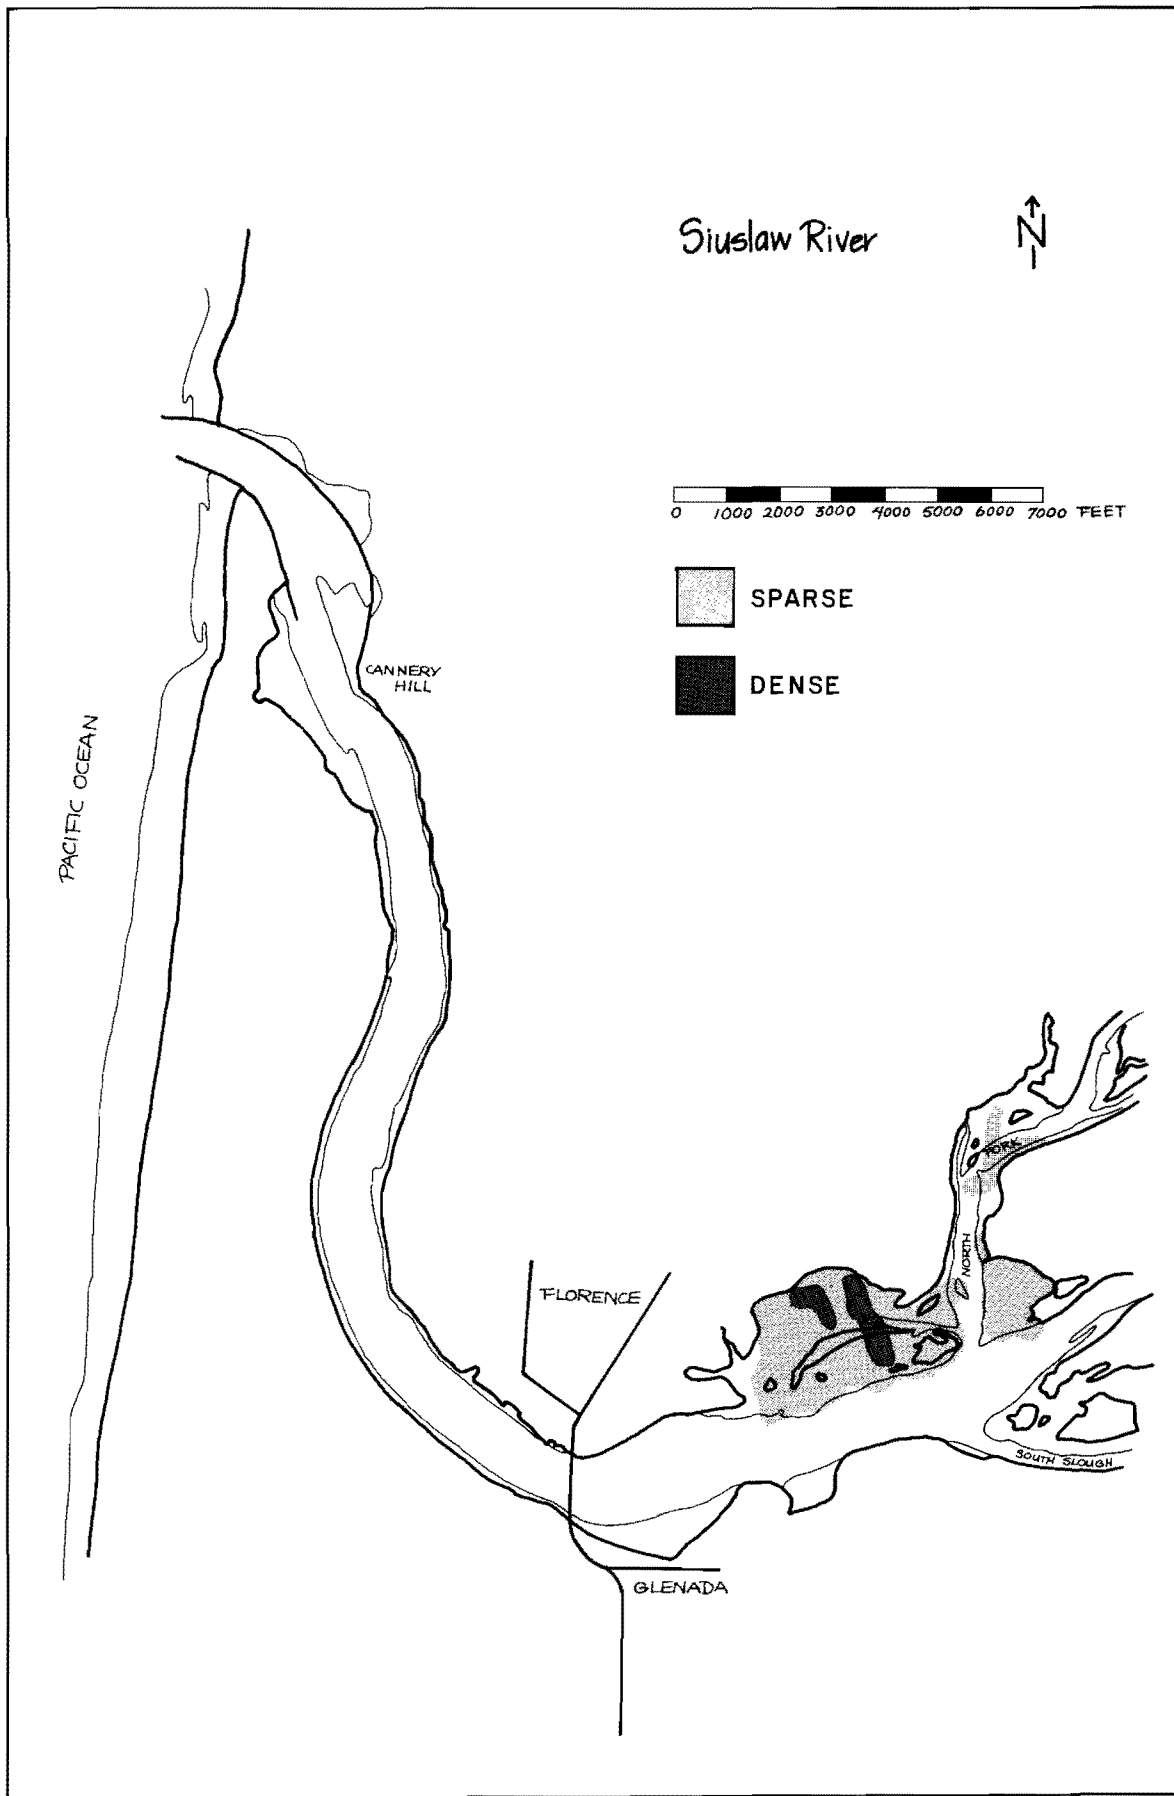 Siuslaw River
N
0 1000 2000 3000 4000 5000 6000 7000 FEET
SPARSE
DENSE
CANNERY
HILL
PACIFIC OCEAN
FORK
NORTH
FLORENCE
SOUTH SLOUGH
GLENADA